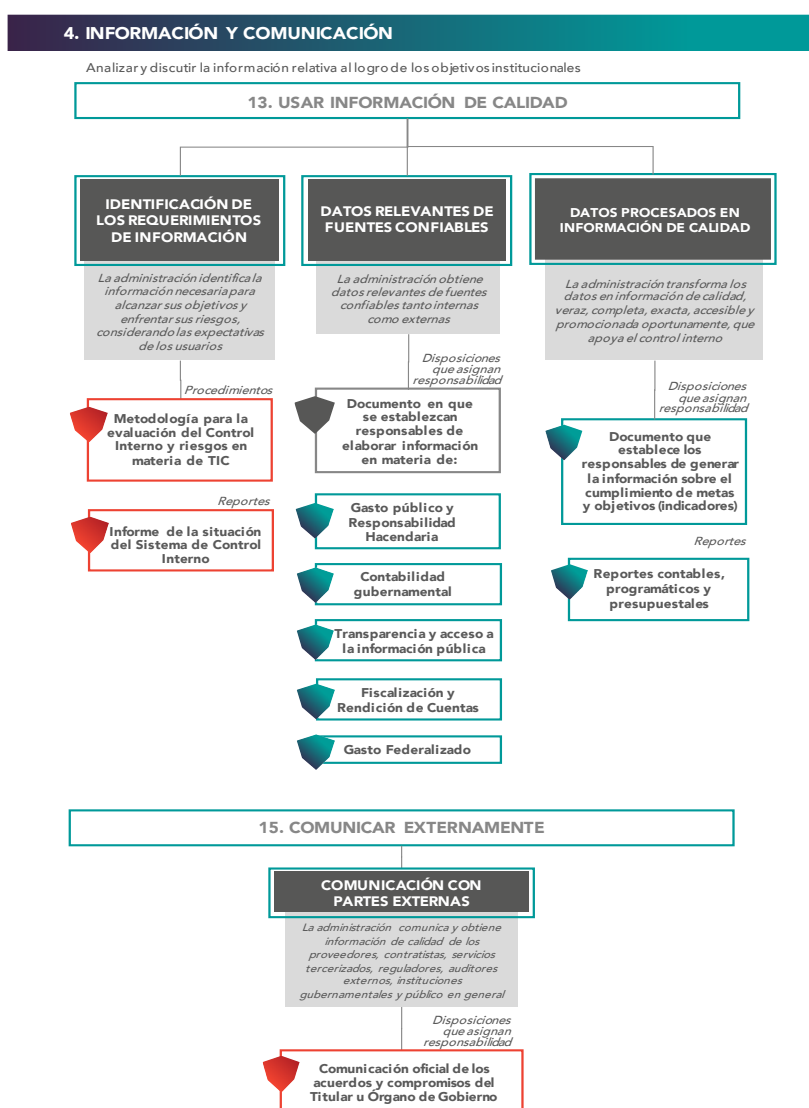 4. INFORMACIÓN Y COMUNICACIÓN
Analizar y discutir la información relativa al logro de los objetivos institucionales
13. USAR INFORMACIÓN DE CALIDAD
IDENTIFICACIÓN DE
LOS REQUERIMIENTOS
DE INFORMACIÓN
La administración identifica la
información necesaria para
alcanzar sus objetivos y
enfrentar sus riesgos,
considerando las expectativas
de los usuarios
Procedimientos
Metodología para la
evaluación del Control
Interno y riesgos en
materia de TIC
Reportes
Informe de la situación
del Sistema de Control
Interno
DATOS RELEVANTES DE
FUENTES CONFIABLES
La administración obtiene
datos relevantes de fuentes
confiables tanto internas
como externas
Disposiciones
que asignan
responsabilidad
Documento en que
se establezcan
responsables de
elaborar información
en materia de:
Gasto público y
Responsabilidad
Hacendaria
Contabilidad
gubernamental
Transparencia y acceso a
la información pública
Fiscalización y
Rendición de Cuentas
Gasto Federalizado
DATOS PROCESADOS EN
INFORMACIÓN DE CALIDAD
La administración transforma los
datos en información de calidad,
veraz, completa, exacta, accesible y
promocionada oportunamente, que
apoya el control interno
Disposiciones
que asignan
responsabilidad
Documento que
establece los
responsables de generar
la información sobre el
cumplimiento de metas
y objetivos (indicadores)
Reportes
Reportes contables,
programáticos y
presupuestales
15. COMUNICAR EXTERNAMENTE
COMUNICACIÓN CON
PARTES EXTERNAS
La administración comunica y obtiene
información de calidad de los
proveedores, contratistas, servicios
tercerizados, reguladores, auditores
externos, instituciones
gubernamentales y público en general
Disposiciones
que asignan
responsabilidad
Comunicación oficial de los
acuerdos y compromisos del
Titular u Órgano de Gobierno